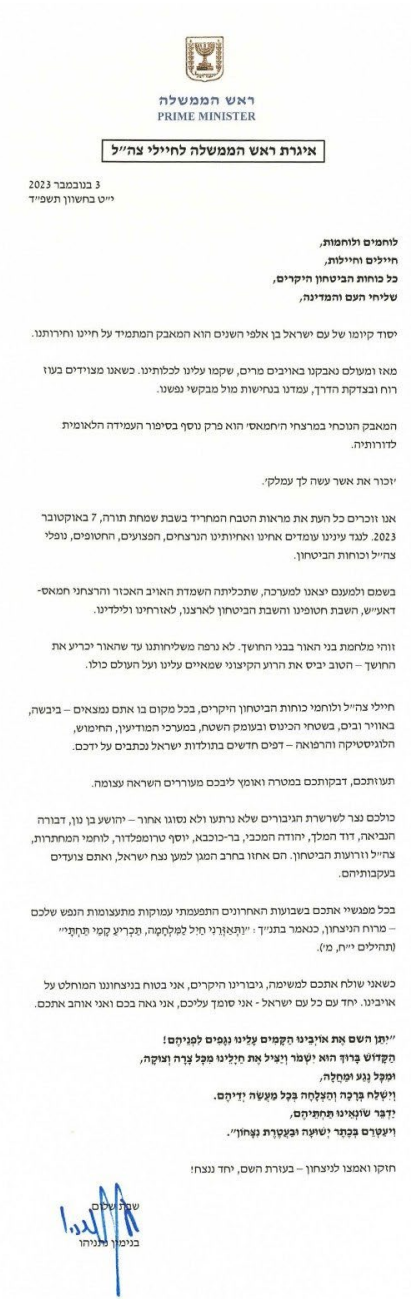 ראש הממשלה
PRIME MINISTER
איגרת ראש הממשלה לחיילי צה״ל
3 בנובמבר 2023
י״ט בחשוון תשפ״ד
לוחמים ולוחמות,
חיילים וחיילות,
כל כוחות הביטחון היקרים,
שליחי העם והמדינה,
יסוד קיומו של עם ישראל בן אלפי השנים הוא המאבק המתמיד על חיינו וחירותנו.
מאז ומעולם נאבקנו באויבים מרים, שקמו עלינו לכלותינו. כשאנו מצוידים בעוז
רוח ובצדקת הדרך, עמדנו בנחישות מול מבקשי נפשנו.
המאבק הנוכחי במרצחי ה׳חמאס׳ הוא פרק נוסף בסיפור העמידה הלאומית
לדורותיה.
׳זכור את אשר עשה לך עמלק׳.
אנו זוכרים כל העת את מראות הטבח המחריד בשבת שמחת תורה, 7 באוקטובר
2023. לנגד עינינו עומדים אחינו ואחיותינו הנרצחים, הפצועים, החטופים, נופלי
צה״ל וכוחות הביטחון.
בשמם ולמענם יצאנו למערכה, שתכליתה השמדת האויב האכזר והרצחני חמאס-
דאע״ש, השבת חטופינו והשבת הביטחון לארצנו, לאזרחינו ולילדינו.
זוהי מלחמת בני האור בבני החושך. לא נרפה משליחותנו עד שהאור יכריע את
החושך – הטוב יביס את הרוע הקיצוני שמאיים עלינו ועל העולם כולו.
חיילי צה״ל ולוחמי כוחות הביטחון היקרים, בכל מקום בו אתם נמצאים – ביבשה,
באוויר ובים, בשטחי הכינוס ובעומק השטח, במערכי המודיעין, החימוש,
הלוגיסטיקה והרפואה – דפים חדשים בתולדות ישראל נכתבים על ידכם.
תעוזתכם, דבקותכם במטרה ואומץ ליבכם מעוררים השראה עצומה.
כולכם נצר לשרשרת הגיבורים שלא נרתעו ולא נסוגו אחור – יהושע בן נון, דבורה
הנביאה, דוד המלך, יהודה המכבי, בר-כוכבא, יוסף טרומפלדור, לוחמי המחתרות,
צה״ל וזרועות הביטחון. הם אחזו בחרב המגן למען נצח ישראל, ואתם צועדים
בעקבותיהם.
בכל מפגשיי אתכם בשבועות האחרונים התפעמתי עמוקות מתעצומות הנפש שלכם
– מרוח הניצחון, כנאמר בתנ״ך: ״וַתְּאַזְּרֵנִי חַיִל לַמִּלְחָמָה, תַּכְרִיעַ קָמַי תַּחְתָּי״
(תהילים י״ח, מ׳).
כשאני שולח אתכם למשימה, גיבורינו היקרים, אני בטוח בניצחוננו המוחלט על
אויבינו. יחד עם כל עם ישראל - אני סומך עליכם, אני גאה בכם ואני אוהב אתכם.
״יִתֵּן השם אֶת אוֹיְבֵינוּ הַקָּמִים עָלֵינוּ נִגָּפִים לִפְנֵיהֶם!
הַקָּדוֹשׁ בָּרוּךְ הוּא יִשְׁמֹר וְיַצִּיל אֶת חַיָּלֵינוּ מִכָּל צָרָה וְצוּקָה,
וּמִכָּל נֶגַע וּמַחֲלָה,
וְיִשְׁלַח בְּרָכָה וְהַצְלָחָה בְּכָל מַעֲשֵׂה יְדֵיהֶם.
יַדְבֵּר שׂוֹנְאֵינוּ תַּחְתֵּיהֶם,
וִיעַטְּרֵם בְּכֶתֶר יְשׁוּעָה וּבַעֲטֶרֶת נִצָּחוֹן״.
חזקו ואמצו לניצחון – בעזרת השם, יחד ננצח!
שבת שלום,
בנימין נתניהו